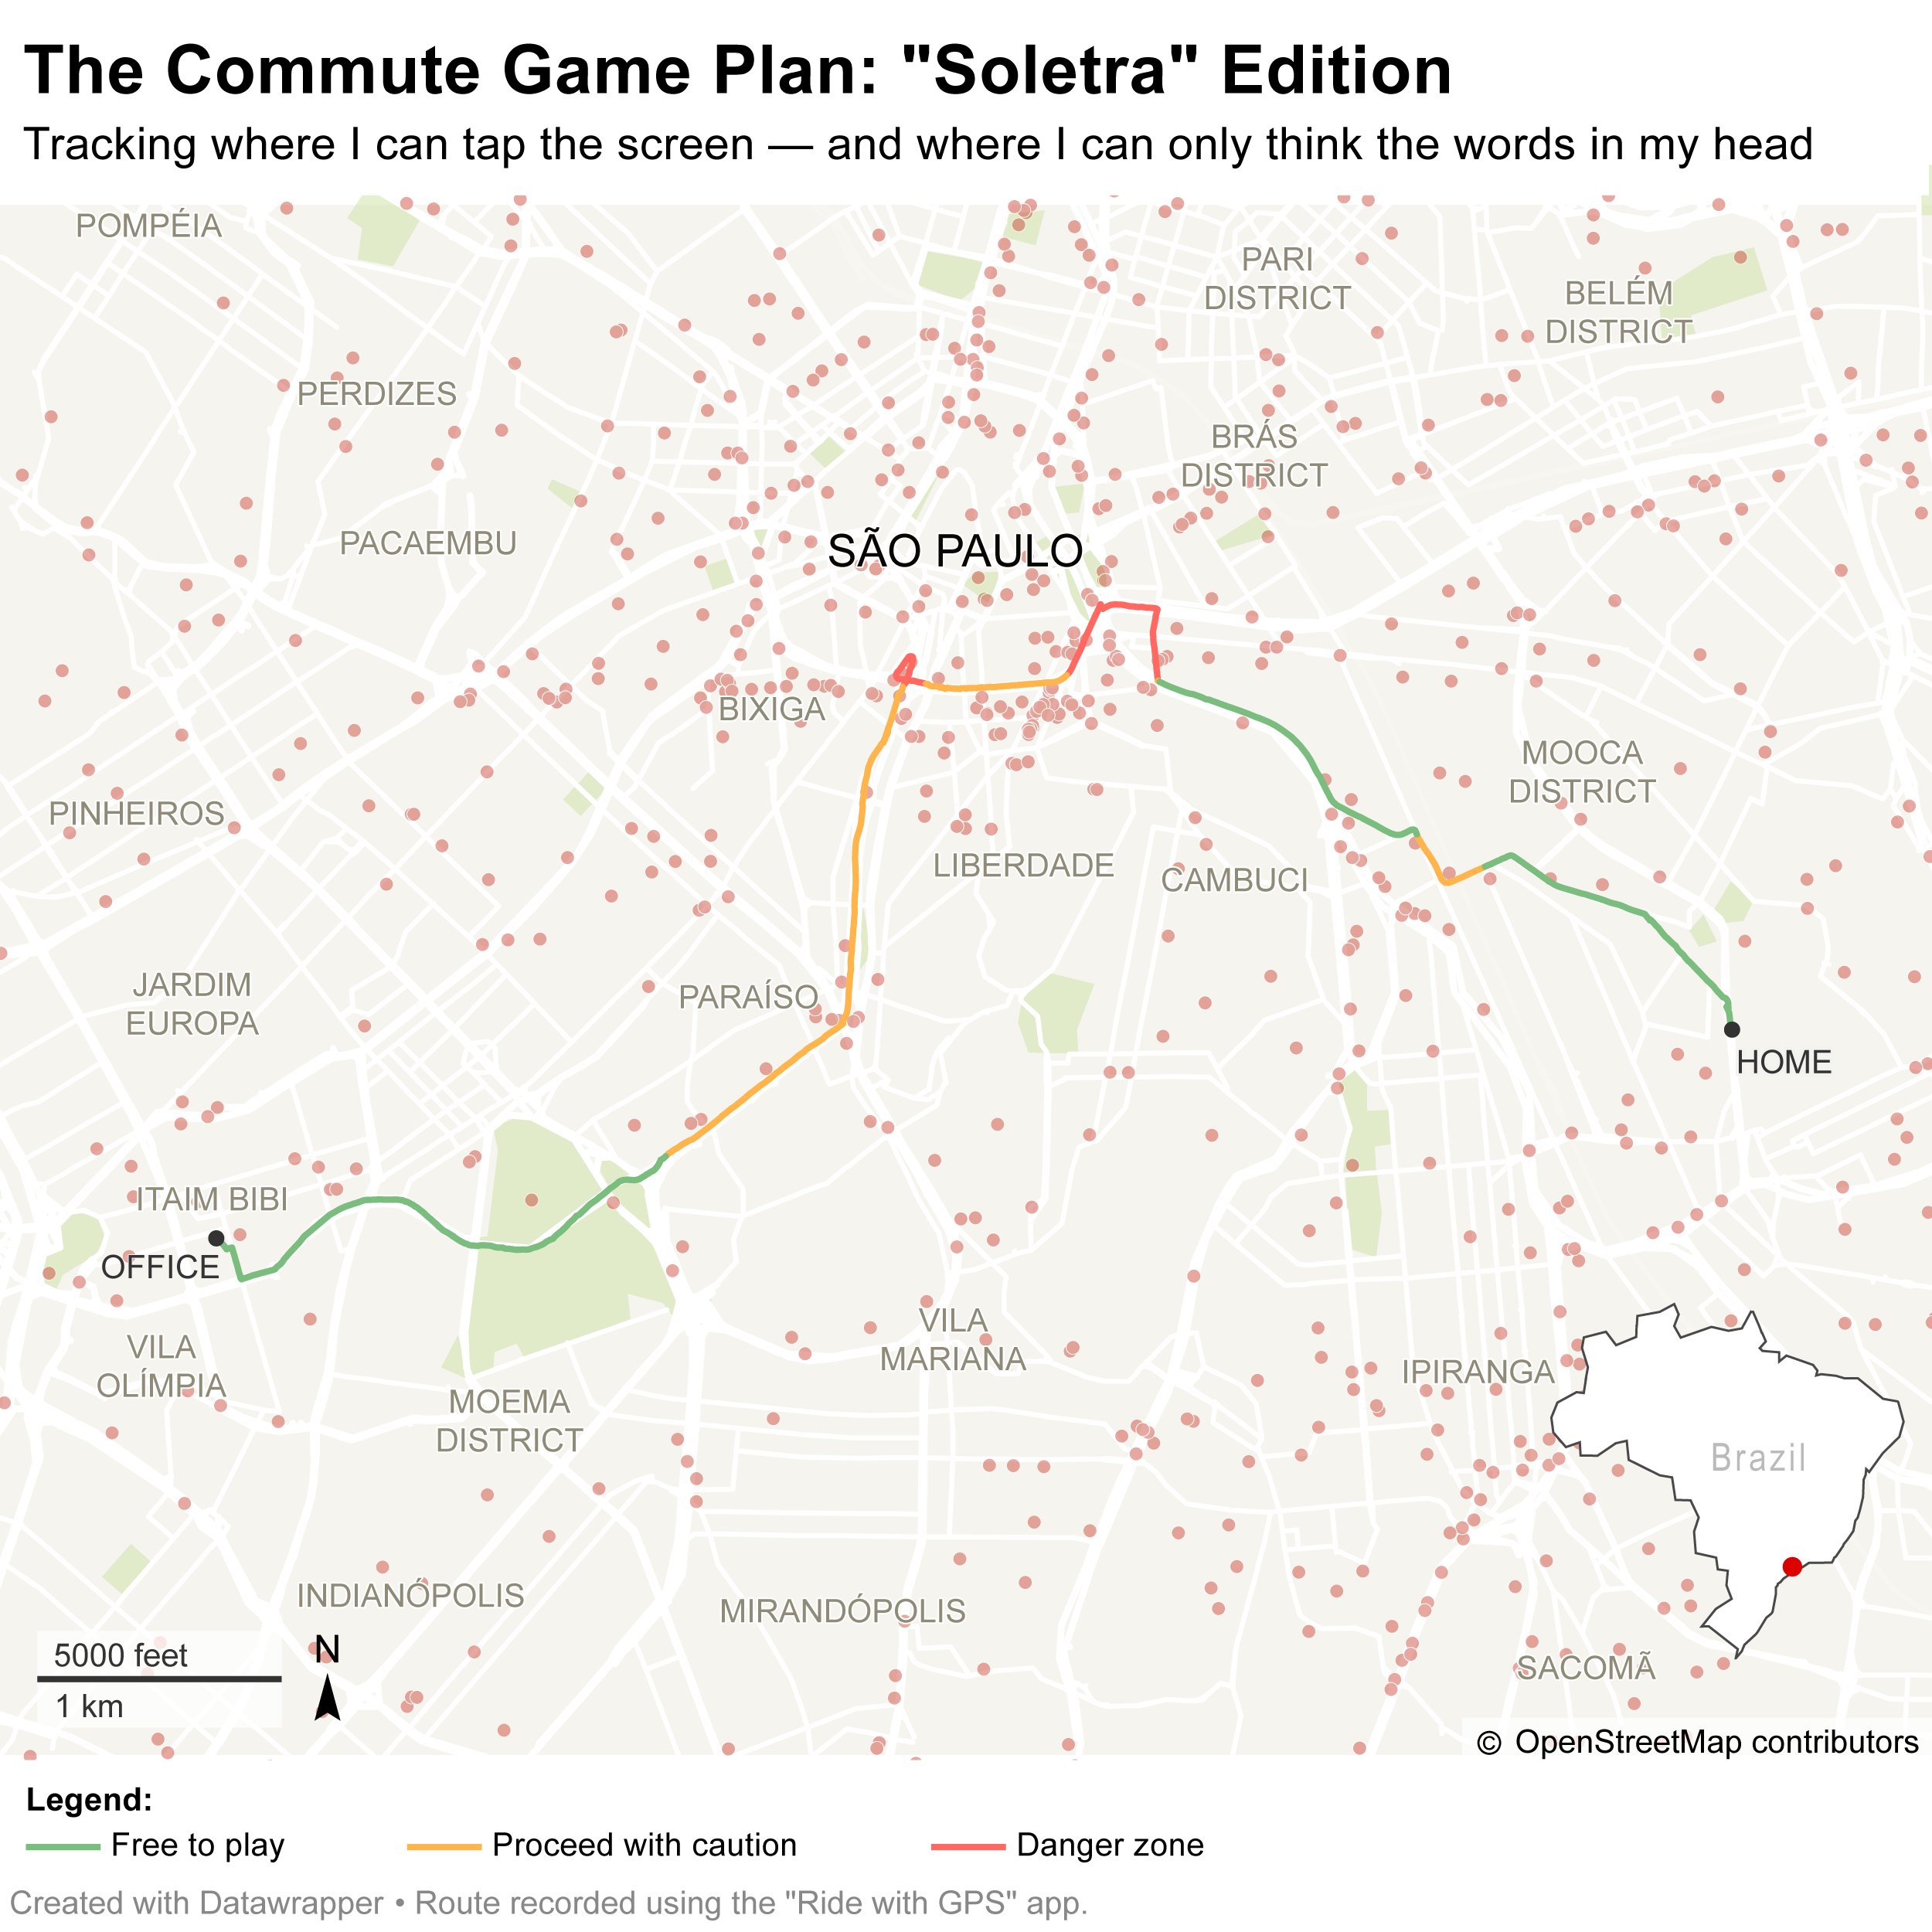 The Commute Game Plan: "Soletra" Edition
Tracking where I can tap the screen — and where I can only think the words in my head
POMPÉIA
PARI
DISTRICT
BELÉM
DISTRICT
PERDIZES
BRÁS
DISTRICT
PACAEMBU
SÃO PAULO
BIXIGA
MOOCA
DISTRICT
PINHEIROS
LIBERDADE
CAMBUCI
JARDIM
EUROPA
PARAÍSO
HOME
ITAIM BIBI
OFFICE
VILA
OLÍMPIA
VILA
MARIANA
IPIRANGA
MOEMA
DISTRICT
Brazil
INDIANÓPOLIS
MIRANDÓPOLIS
SACOMÃ
5000 feet
1 km
N
© OpenStreetMap contributors
Legend:
Free to play
Proceed with caution
Danger zone
Created with Datawrapper • Route recorded using the "Ride with GPS" app.